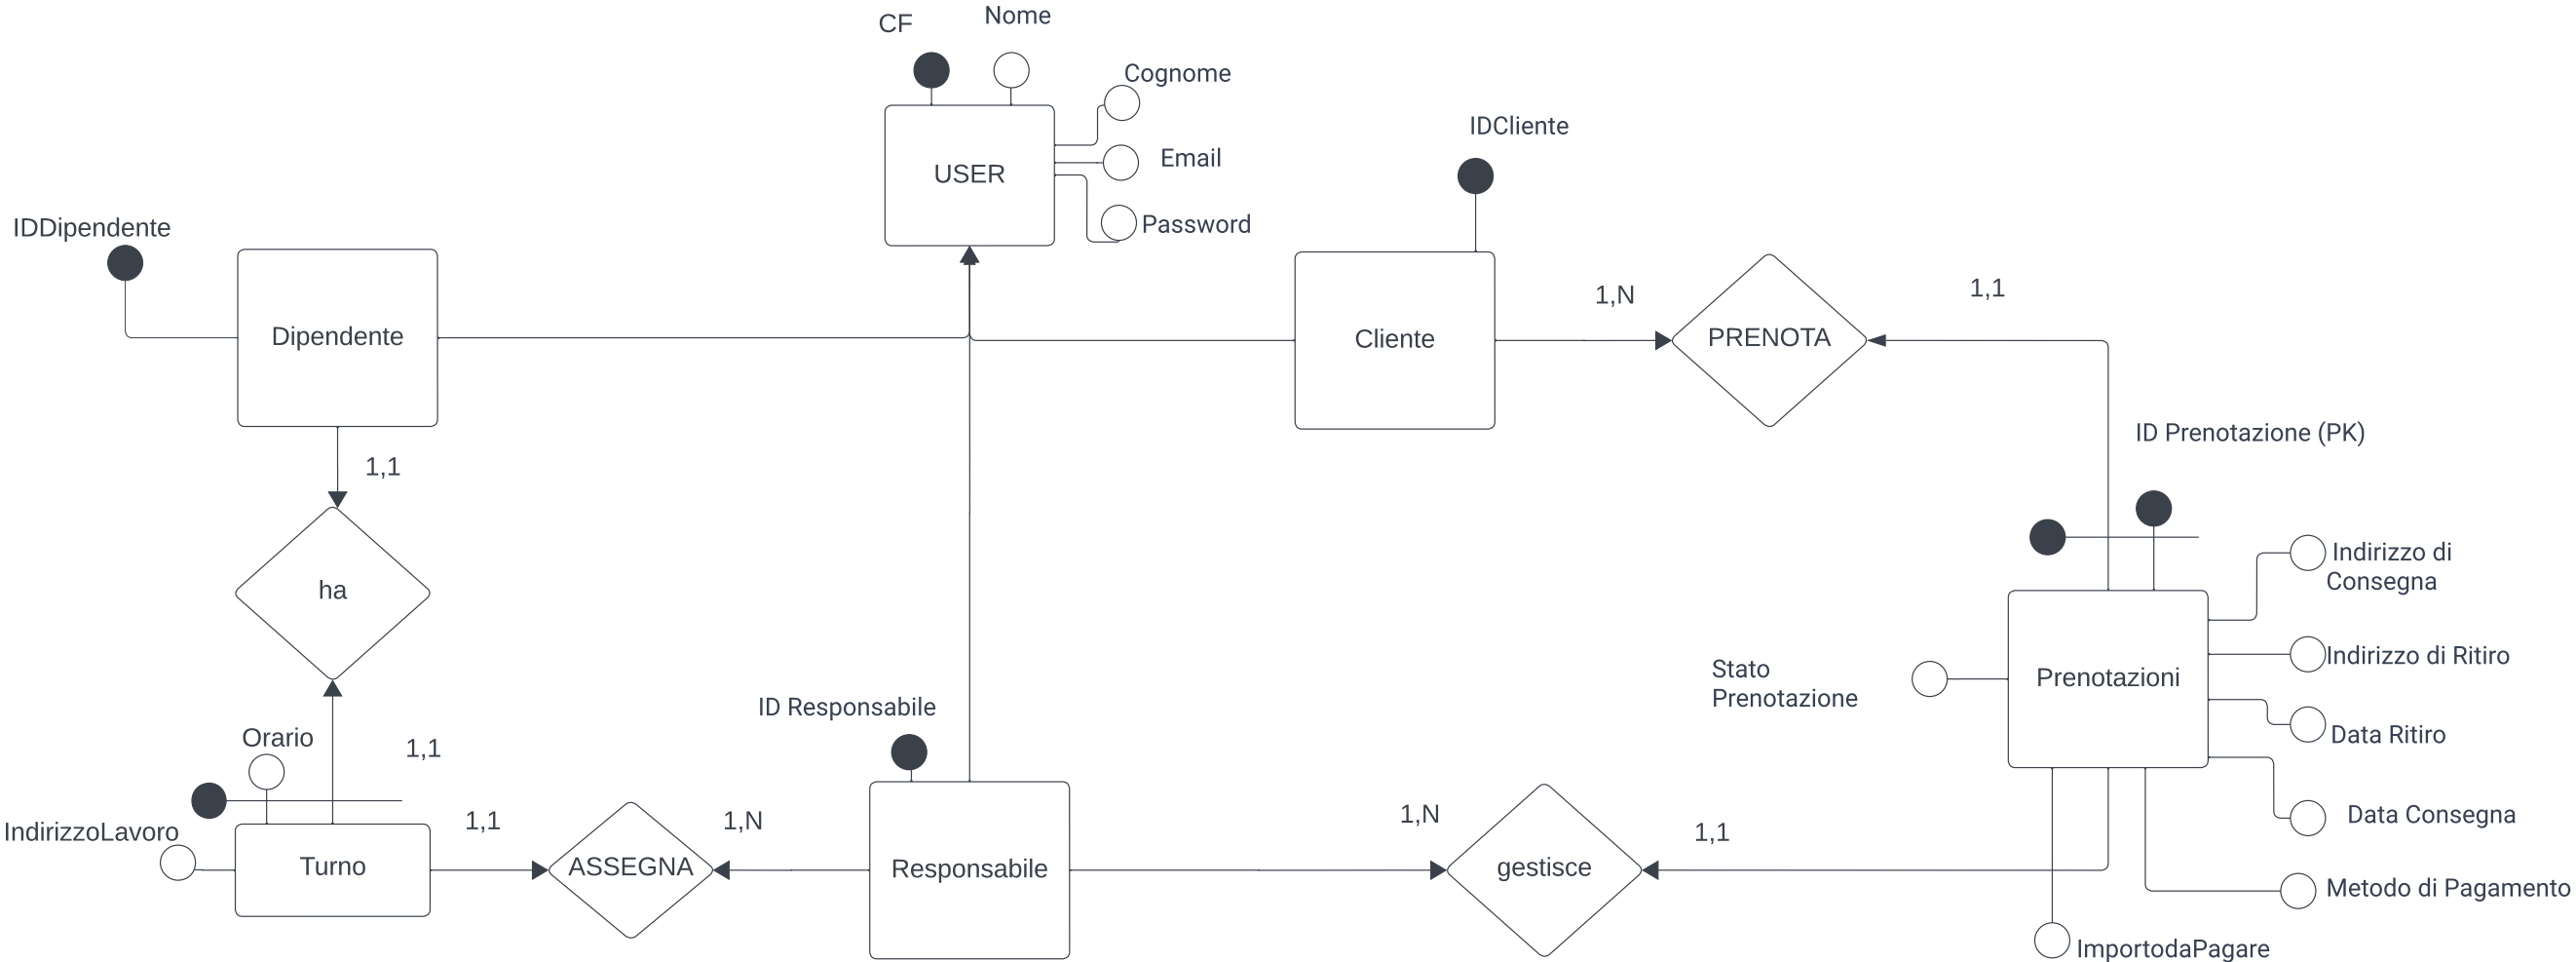 CF
Nome
Cognome
USER
Email
Password
IDCliente
IDDipendente
Dipendente
Cliente
1,N
PRENOTA
1,1
1,1
ID Prenotazione (PK)
ha
Indirizzo di
Consegna
Indirizzo di Ritiro
Stato
Prenotazione
Prenotazioni
Data Ritiro
ID Responsabile
Orario
1,1
IndirizzoLavoro
Turno
1,1
ASSEGNA
1,N
Responsabile
1,N
gestisce
1,1
Data Consegna
Metodo di Pagamento
ImportodaPagare